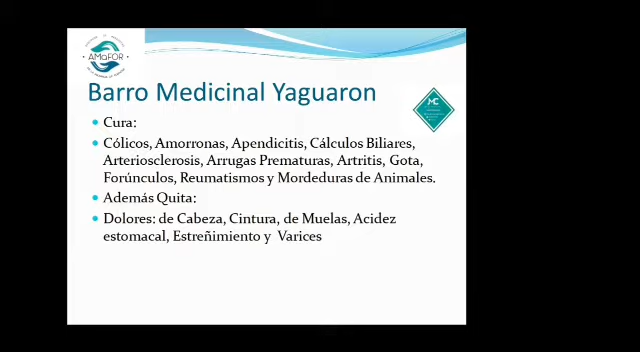 AMaFOR
Barro Medicinal Yaguaron
MC
Cura:
Cólicos, Amorronas, Apendicitis, Cálculos Biliares,
Arteriosclerosis, Arrugas Prematuras, Artritis, Gota,
Forúnculos, Reumatismos y Mordeduras de Animales.
Además Quita:
Dolores: de Cabeza, Cintura, de Muelas, Acidez
estomacal, Estreñimiento y Varices